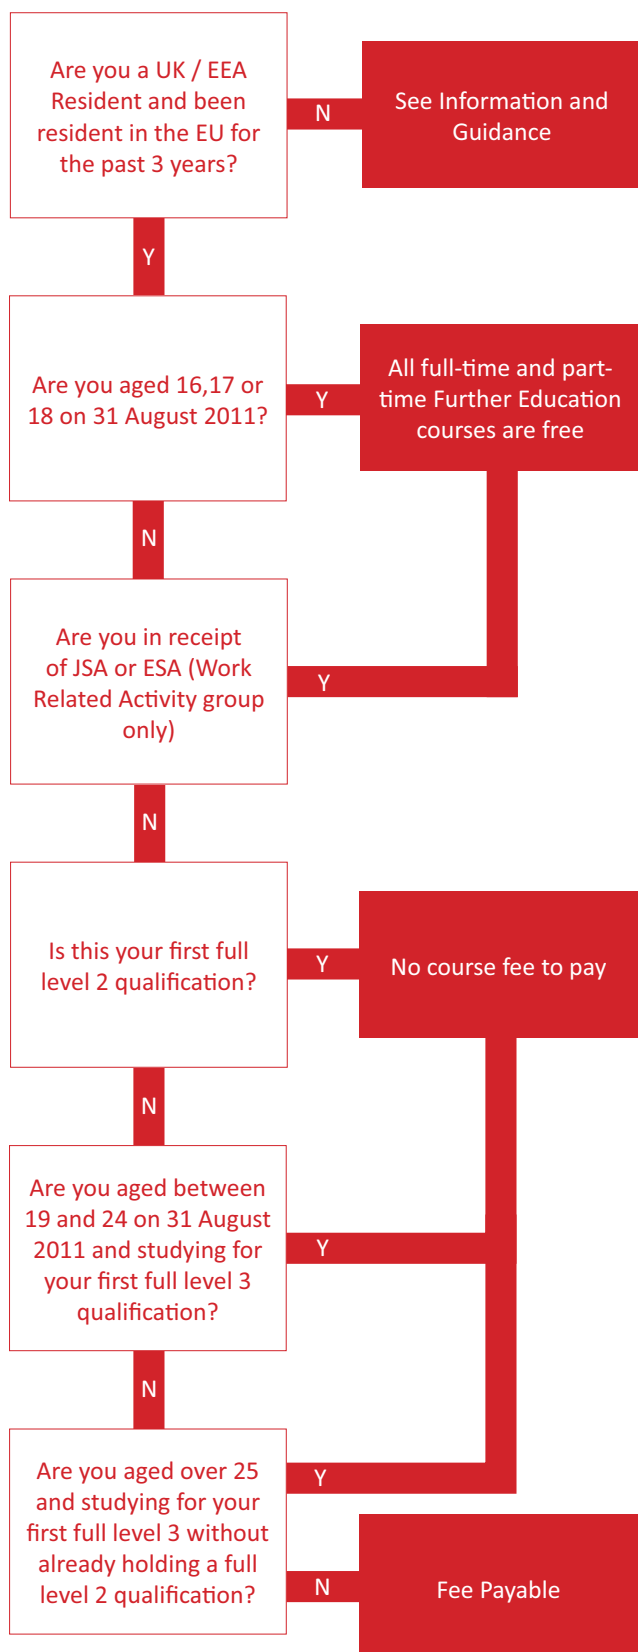 Are you a UK / EEA
Resident and been
resident in the EU for
the past 3 years?
N
See Information and
Guidance
Y
Are you aged 16,17 or
18 on 31 August 2011?
Y
All full-time and part-
time Further Education
courses are free
N
Are you in receipt
of JSA or ESA (Work
Related Activity group
only)
Y
N
Is this your first full
level 2 qualification?
Y
No course fee to pay
N
Are you aged between
19 and 24 on 31 August
2011 and studying for
your first full level 3
qualification?
Y
N
Are you aged over 25
and studying for your
first full level 3 without
already holding a full
level 2 qualification?
Y
N
Fee Payable